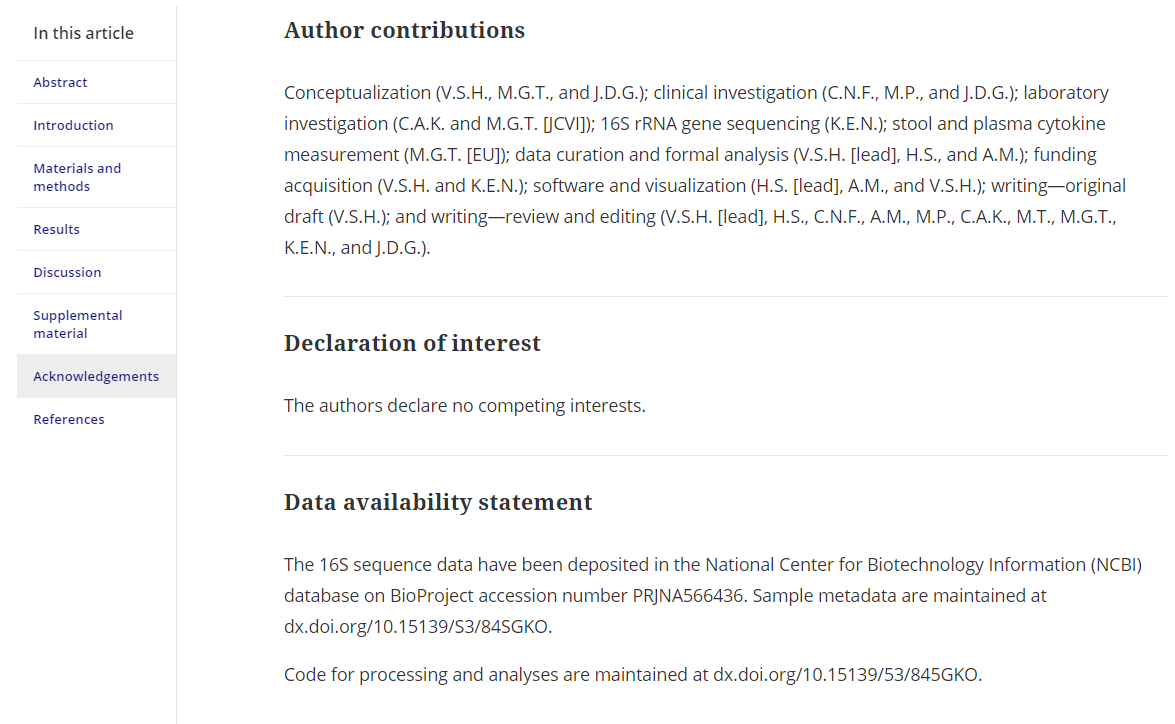 In this article
Abstract
Introduction
Materials and
methods
Results
Discussion
Supplemental
material
Acknowledgements
References
Author contributions
Conceptualization (V.S.H., M.G.T., and J.D.G.); clinical investigation (C.N.F., M.P., and J.D.G.); laboratory
investigation (C.A.K. and M.G.T. [JCVI]); 16S rRNA gene sequencing (K.E.N.); stool and plasma cytokine
measurement (M.G.T. [EU]); data curation and formal analysis (V.S.H. [lead], H.S., and A.M.); funding
acquisition (V.S.H. and K.E.N.); software and visualization (H.S. [lead], A.M., and V.S.H.); writing—original
draft (V.S.H.); and writing—review and editing (V.S.H. [lead], H.S., C.N.F., A.M., M.P., C.A.K., M.T., M.G.T.,
K.E.N., and J.D.G.).
Declaration of interest
The authors declare no competing interests.
Data availability statement
The 16S sequence data have been deposited in the National Center for Biotechnology Information (NCBI)
database on BioProject accession number PRJNA566436. Sample metadata are maintained at
dx.doi.org/10.15139/S3/84SGKO.
Code for processing and analyses are maintained at dx.doi.org/10.15139/53/845GKO.